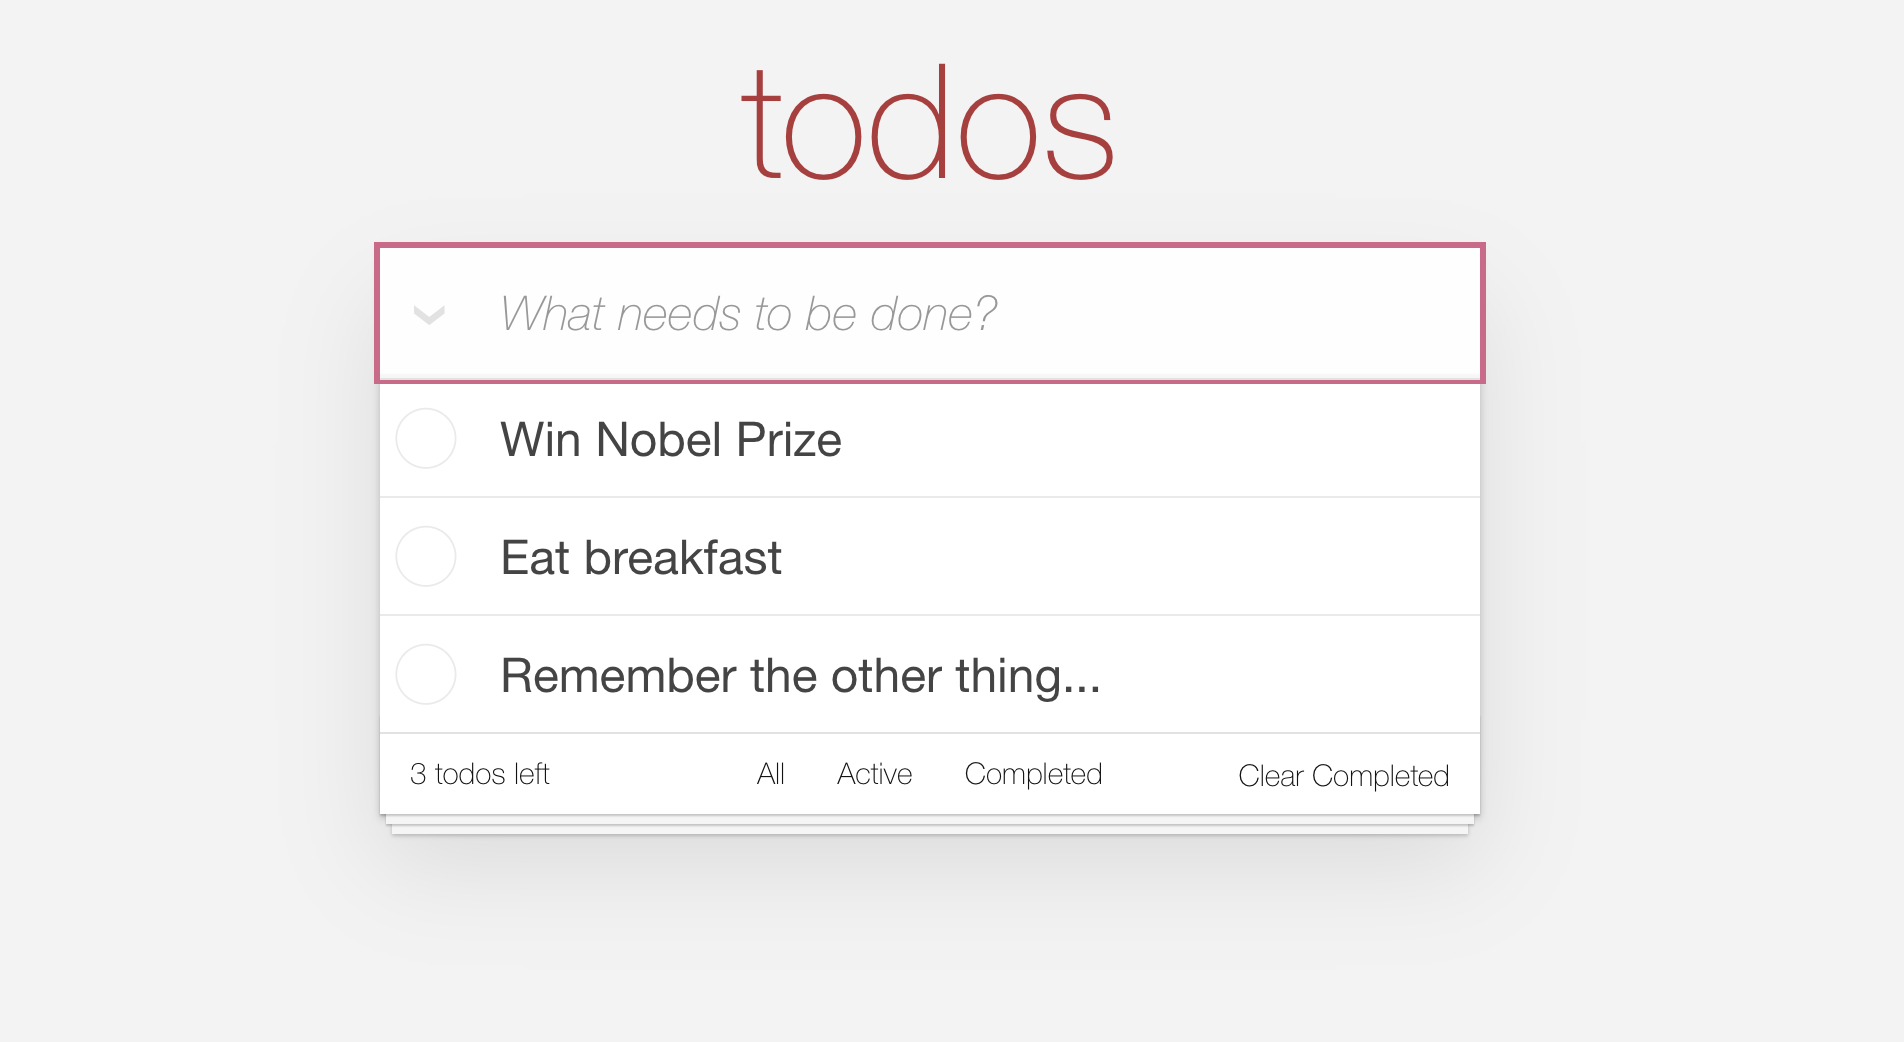 todos
What needs to be done?
Win Nobel Prize
Eat breakfast
Remember the other thing...
3 todos left All Active Completed Clear Completed